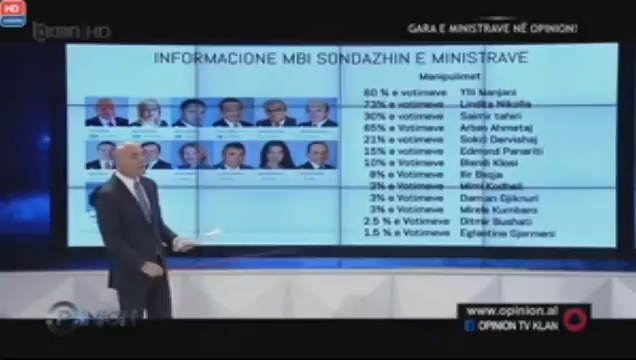 HD
klan HD
GARA E MINISTRAVE NË OPINION!
INFORMACIONE MBI SONDAZHIN E MINISTRAVE
Manipulimet
60 % e votimeve Ylli Manjani
73% e votimeve Lindita Nikolla
30% e votimeve Saimir tahiri
65% e votimeve Arben Ahmetaj
21% e votimeve Sokol Dervishaj
15% e votimeve Edmond Panariti
10% e votimeve Blendi Klosi
8% e votimeve Ilir Beqja
3% e Votimeve Mimi Kodheli
3% e Votimeve Damian Gjiknuri
3% e Votimeve Mirela Kumbaro
2.5 % e Votimeve Ditmir Bushati
1.5 % e Votimeve Eglantina Gjermeni
OPINION
www.opinion.al
OPINION TV KLAN